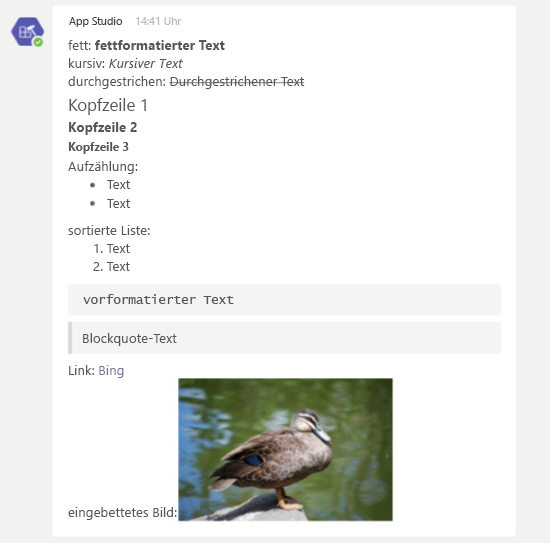 App Studio 14:41 Uhr
fett: fettformatierter Text
kursiv: Kursiver Text
durchgestrichen: Durchgestrichener Text
Kopfzeile 1
Kopfzeile 2
Kopfzeile 3
Aufzählung:
• Text
• Text
sortierte Liste:
1. Text
2. Text
vorformatierter Text
Blockquote-Text
Link: Bing
eingebettetes Bild: